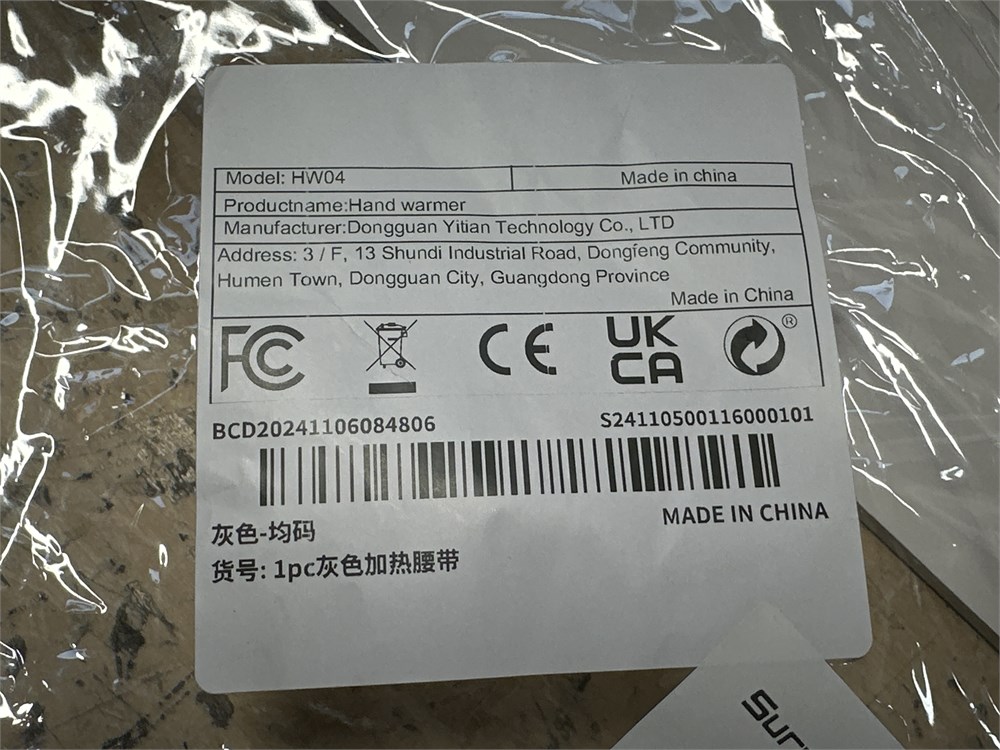 Model: HW04
Made in china
Productname:Hand warmer
Manufacturer:Dongguan Yitian Technology Co., LTD
Address: 3 / F, 13 Shundi Industrial Road, Dongfeng Community,
Humen Town, Dongguan City, Guangdong Province
Made in China
FC
CE
UK
CA
®
BCD20241106084806
S24110500116000101
MADE IN CHINA
灰色-均码
货号: 1pc灰色加热腰带